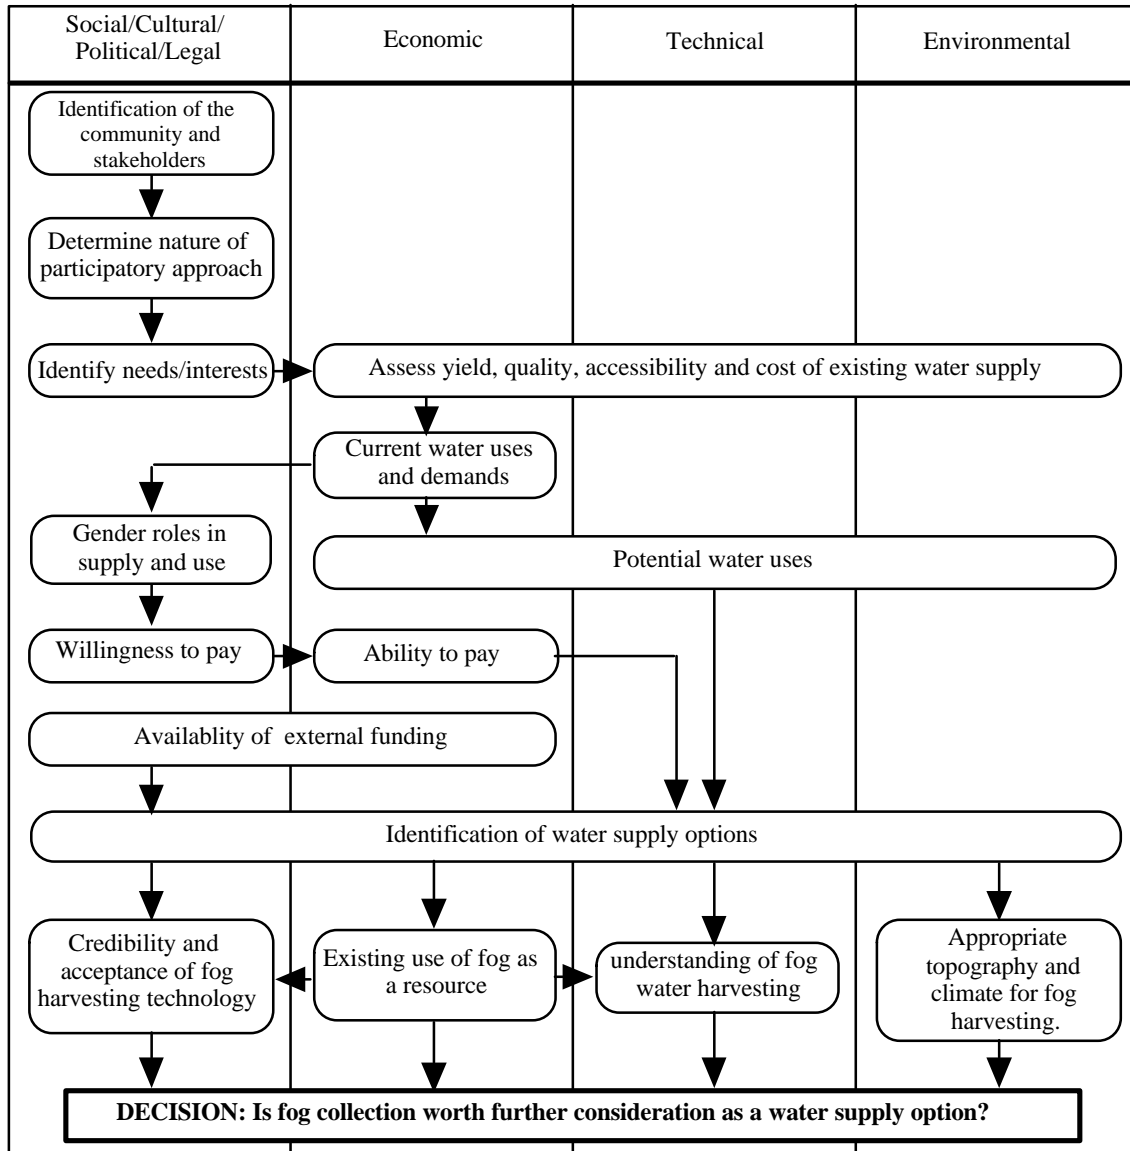 Social/Cultural/
Political/Legal
Economic
Technical
Environmental
Identification of the
community and
stakeholders
Determine nature of
participatory approach
Identify needs/interests
Assess yield, quality, accessibility and cost of existing water supply
Current water uses
and demands
Gender roles in
supply and use
Potential water uses
Willingness to pay
Ability to pay
Availablity of external funding
Identification of water supply options
Credibility and
acceptance of fog
harvesting technology
Existing use of fog as
a resource
understanding of fog
water harvesting
Appropriate
topography and
climate for fog
harvesting.
DECISION: Is fog collection worth further consideration as a water supply option?